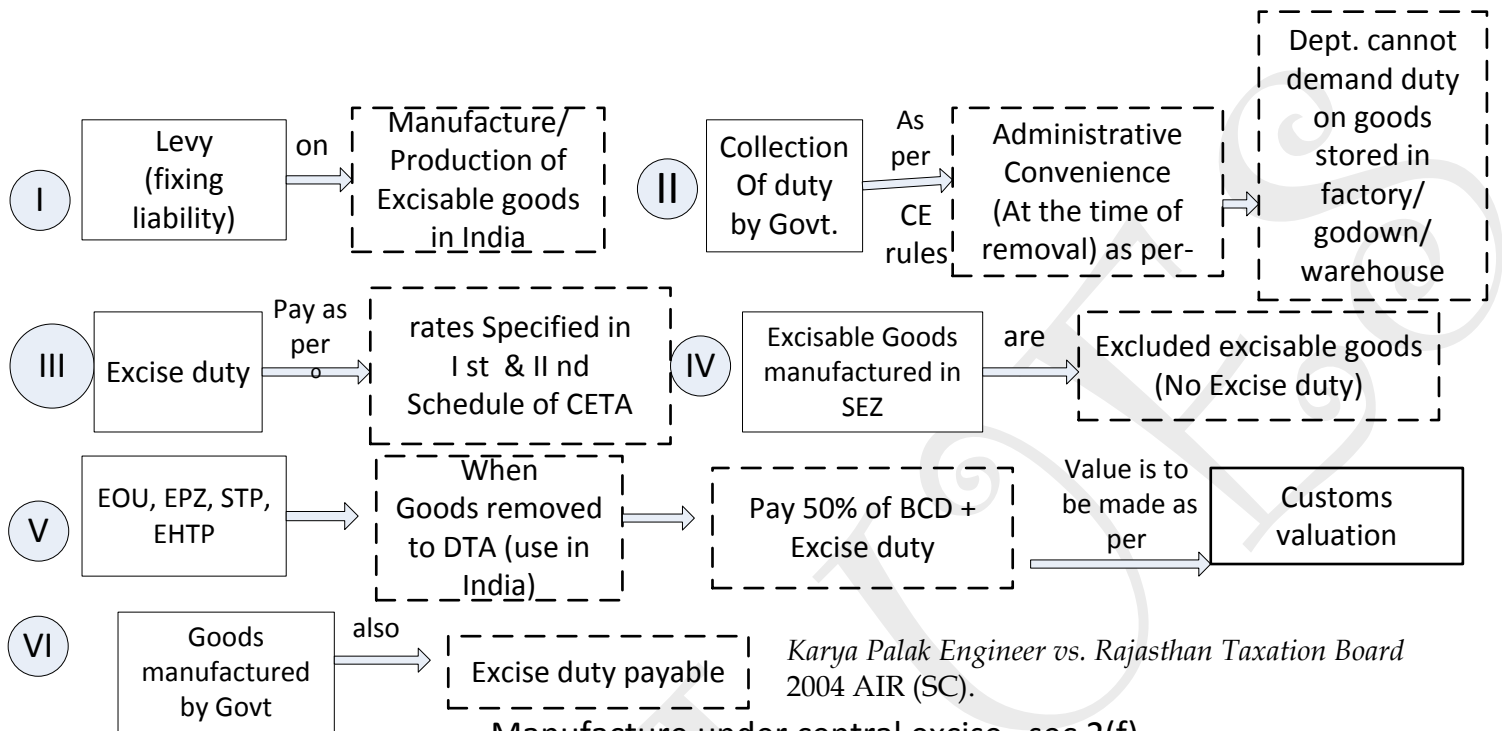 I
Levy
(fixing
liability)
on
Manufacture/
Production of
Excisable goods
in India
II
Collection
Of duty
by Govt.
As
per
CE
rules
Administrative
Convenience
(At the time of
removal) as per-
Dept. cannot
demand duty
on goods
stored in
factory/
godown/
warehouse
III
Excise duty
Pay as
per
o
rates Specified in
I st & II nd
Schedule of CETA
IV
Excisable Goods
manufactured in
SEZ
are
Excluded excisable goods
(No Excise duty)
V
EOU, EPZ, STP,
EHTP
When
Goods removed
to DTA (use in
India)
Pay 50% of BCD +
Excise duty
Value is to
be made as
per
Customs
valuation
VI
Goods
manufactured
by Govt
also
Excise duty payable
Karya Palak Engineer vs. Rajasthan Taxation Board
2004 AIR (SC).
Manufacture under central excise sec 2(f)